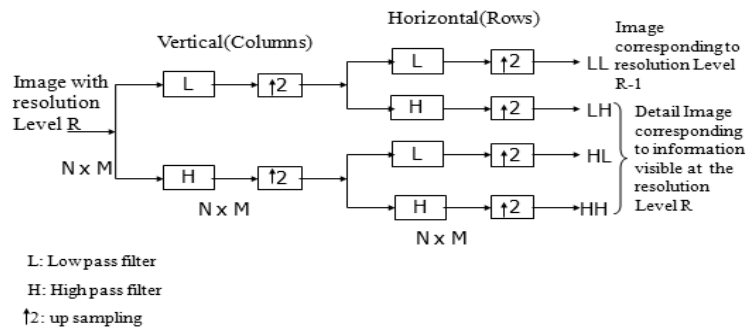 Horizontal(Rows)
Vertical(Columns)
Image with
resolution
Level R
N x M
L
↑2
H
↑2
N x M
L
↑2
LL
H
↑2
LH
L
↑2
HL
H
↑2
HH
N x M
Image
corresponding to
resolution Level
R-1
Detail Image
corresponding
to information
visible at the
resolution
Level R
L: Low pass filter
H: High pass filter
↑2: up sampling